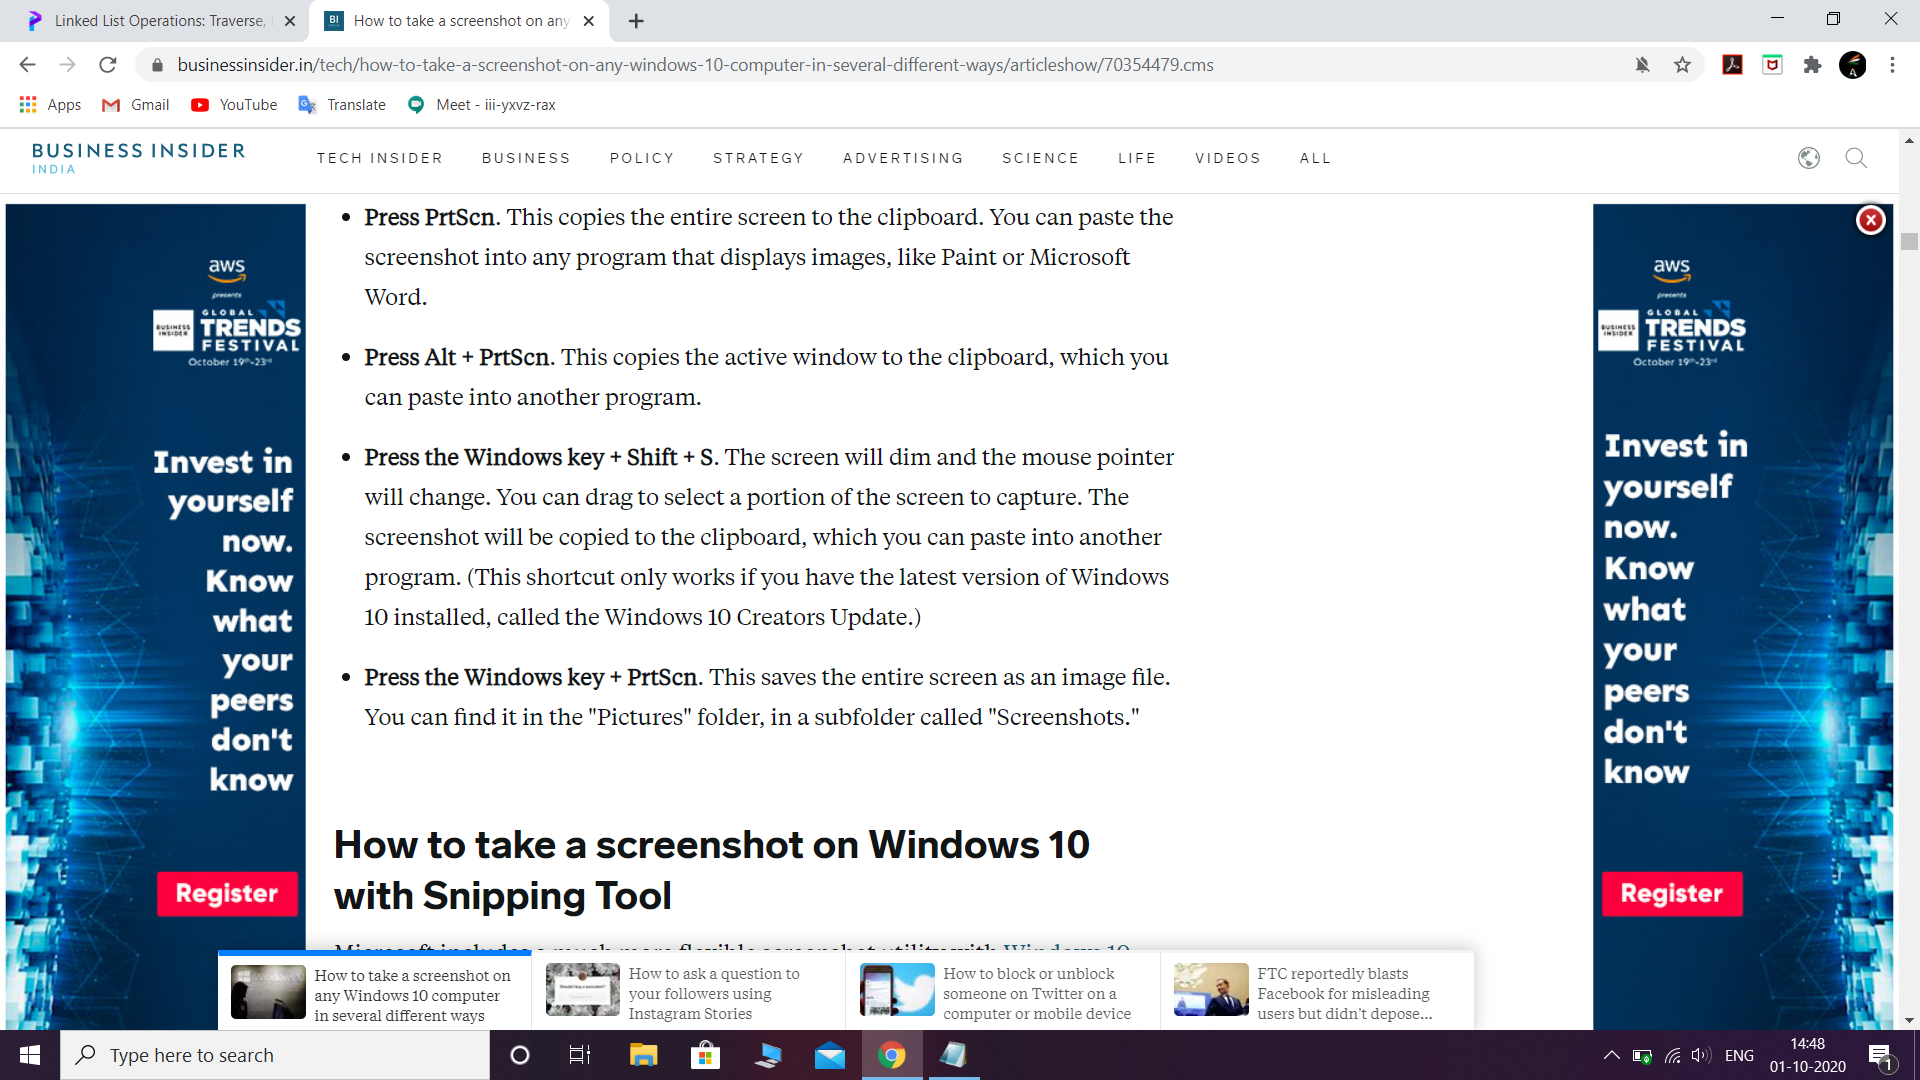 Linked List Operations: Traverse,
How to take a screenshot on any
businessinsider.in/tech/how-to-take-a-screenshot-on-any-windows-10-computer-in-several-different-ways/articleshow/70354479.cms
Apps
Gmail
YouTube
Translate
Meet - iii-yxvz-rax
BUSINESS INSIDER
INDIA
TECH INSIDER
BUSINESS
POLICY
STRATEGY
ADVERTISING
SCIENCE
LIFE
VIDEOS
ALL
• Press PrtScn. This copies the entire screen to the clipboard. You can paste the
screenshot into any program that displays images, like Paint or Microsoft
Word.
• Press Alt + PrtScn. This copies the active window to the clipboard, which you
can paste into another program.
• Press the Windows key + Shift + S. The screen will dim and the mouse pointer
will change. You can drag to select a portion of the screen to capture. The
screenshot will be copied to the clipboard, which you can paste into another
program. (This shortcut only works if you have the latest version of Windows
10 installed, called the Windows 10 Creators Update.)
• Press the Windows key + PrtScn. This saves the entire screen as an image file.
You can find it in the "Pictures" folder, in a subfolder called "Screenshots."
How to take a screenshot on Windows 10
with Snipping Tool
Microsoft includes a much more flexible screenshot utility with Windows 10
aws
presents
BUSINESS
INSIDER
GLOBAL
TRENDS
FESTIVAL
October 19th-23rd
Invest in
yourself
now.
Know
what
your
peers
don't
know
Register
aws
presents
BUSINESS
INSIDER
GLOBAL
TRENDS
FESTIVAL
October 19th-23rd
Invest in
yourself
now.
Know
what
your
peers
don't
know
Register
How to take a screenshot on
any Windows 10 computer
in several different ways
How to ask a question to
your followers using
Instagram Stories
How to block or unblock
someone on Twitter on a
computer or mobile device
FTC reportedly blasts
Facebook for misleading
users but didn't depose...
Type here to search
ENG
14:48
01-10-2020
1